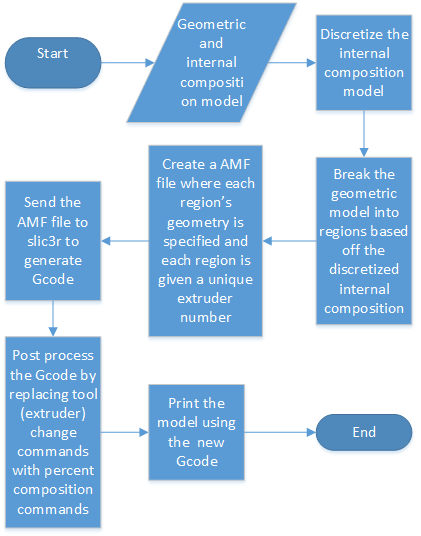 Start
Geometric
and
internal
compositi
on model
Discretize the
internal
composition
model
Break the
geometric
model into
regions based
off the
discretized
internal
composition
Create a AMF
file where each
region's
geometry is
specified and
each region is
given a unique
extruder
number
Send the
AMF file to
slic3r to
generate
Gcode
Post process
the Gcode by
replacing tool
(extruder)
change
commands
with percent
composition
commands
Print the
model using
the new
Gcode
End